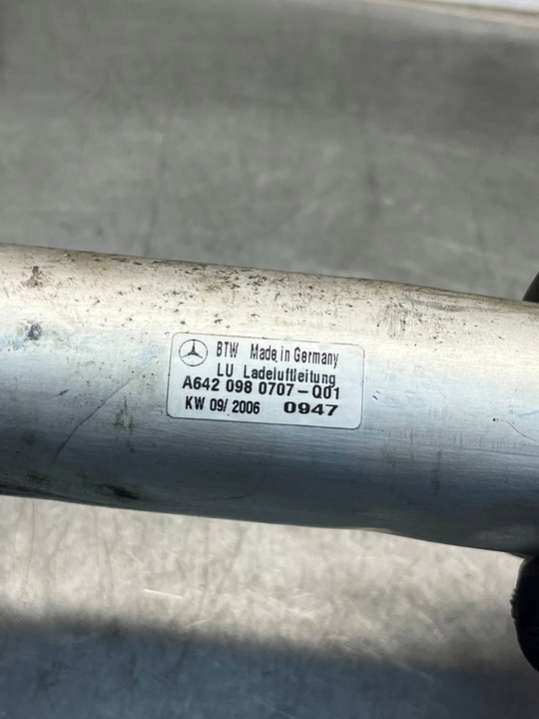 BTW Made in Germany
LU Ladeluftleitung
A642 098 0707-Q01
KW 09/2006 0947